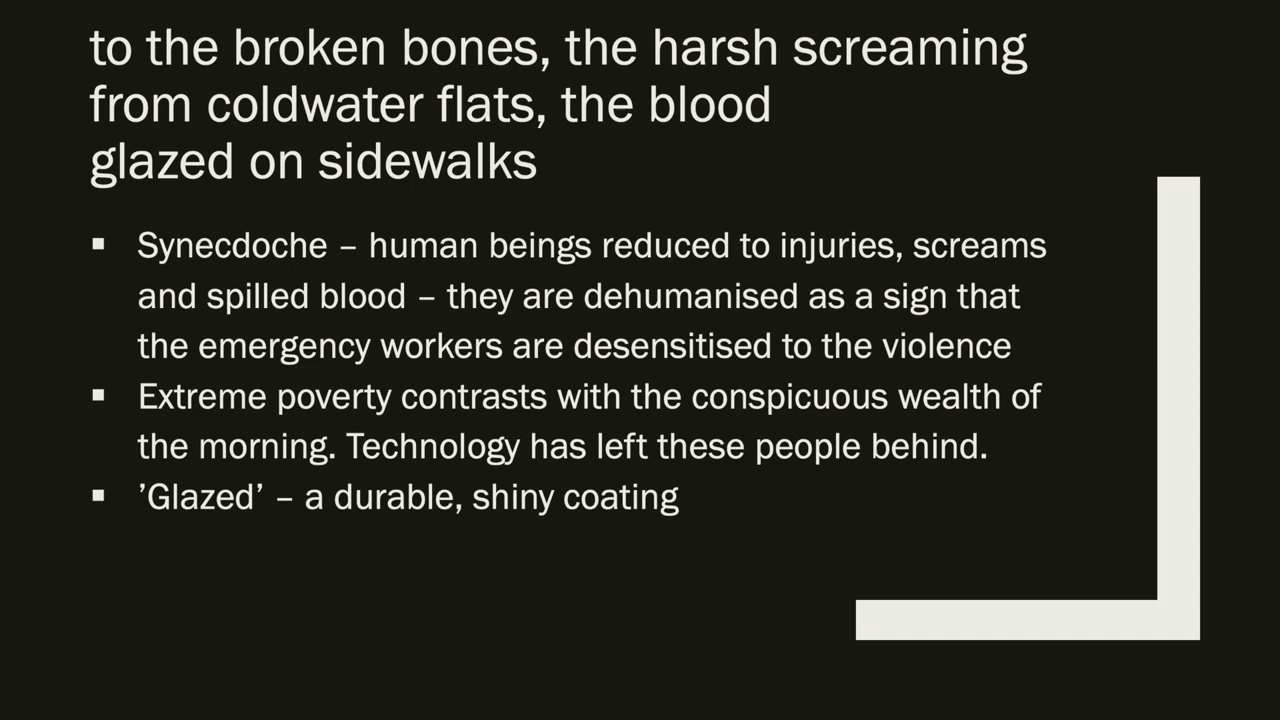 to the broken bones, the harsh screaming
from coldwater flats, the blood
glazed on sidewalks
▪ Synecdoche – human beings reduced to injuries, screams
and spilled blood – they are dehumanised as a sign that
the emergency workers are desensitised to the violence
▪ Extreme poverty contrasts with the conspicuous wealth of
the morning. Technology has left these people behind.
▪ ’Glazed’ – a durable, shiny coating